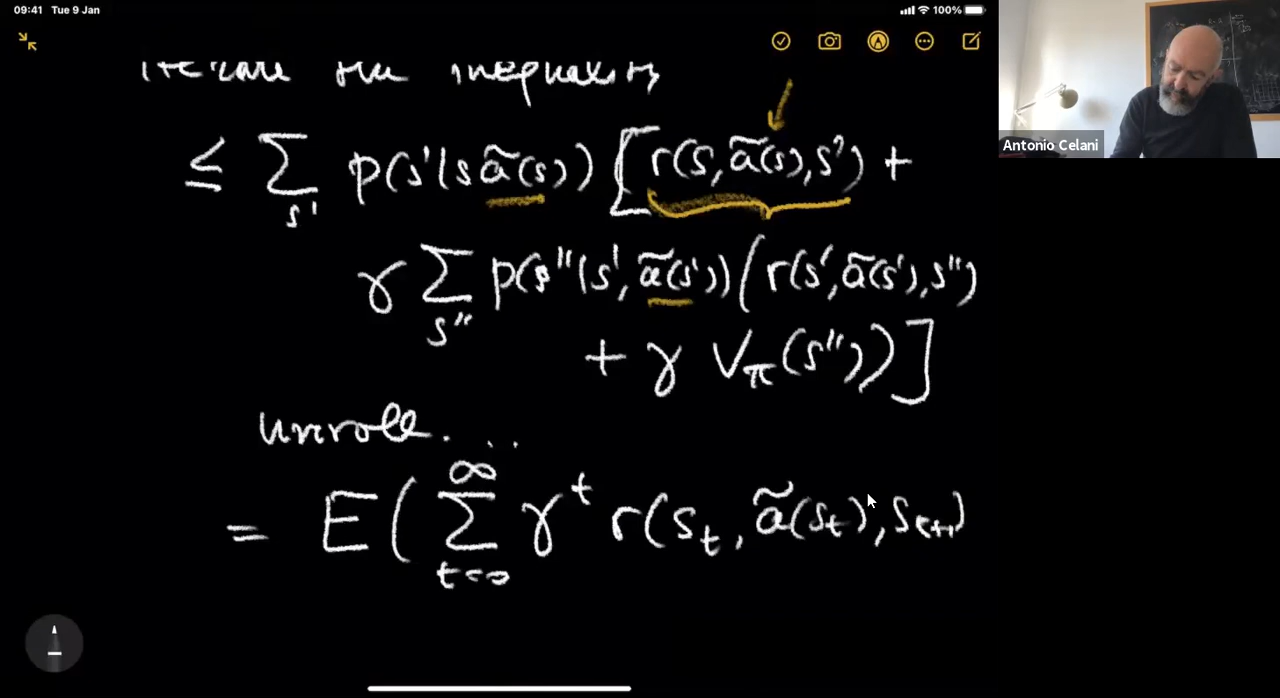 09:41 Tue 9 Jan 100%
Antonio Celani
iterate the inequality
≤ Σ_{s'} p(s'|s ã(s)) [r(s, ã(s), s') +
γ Σ_{s''} p(s''|s', ã(s')) (r(s', ã(s'), s'')
+ γ V_π(s''))]
unroll. . .
= E( Σ_{t=0}^{∞} γ^t r(s_t, ã(s_t), s_{t+1})